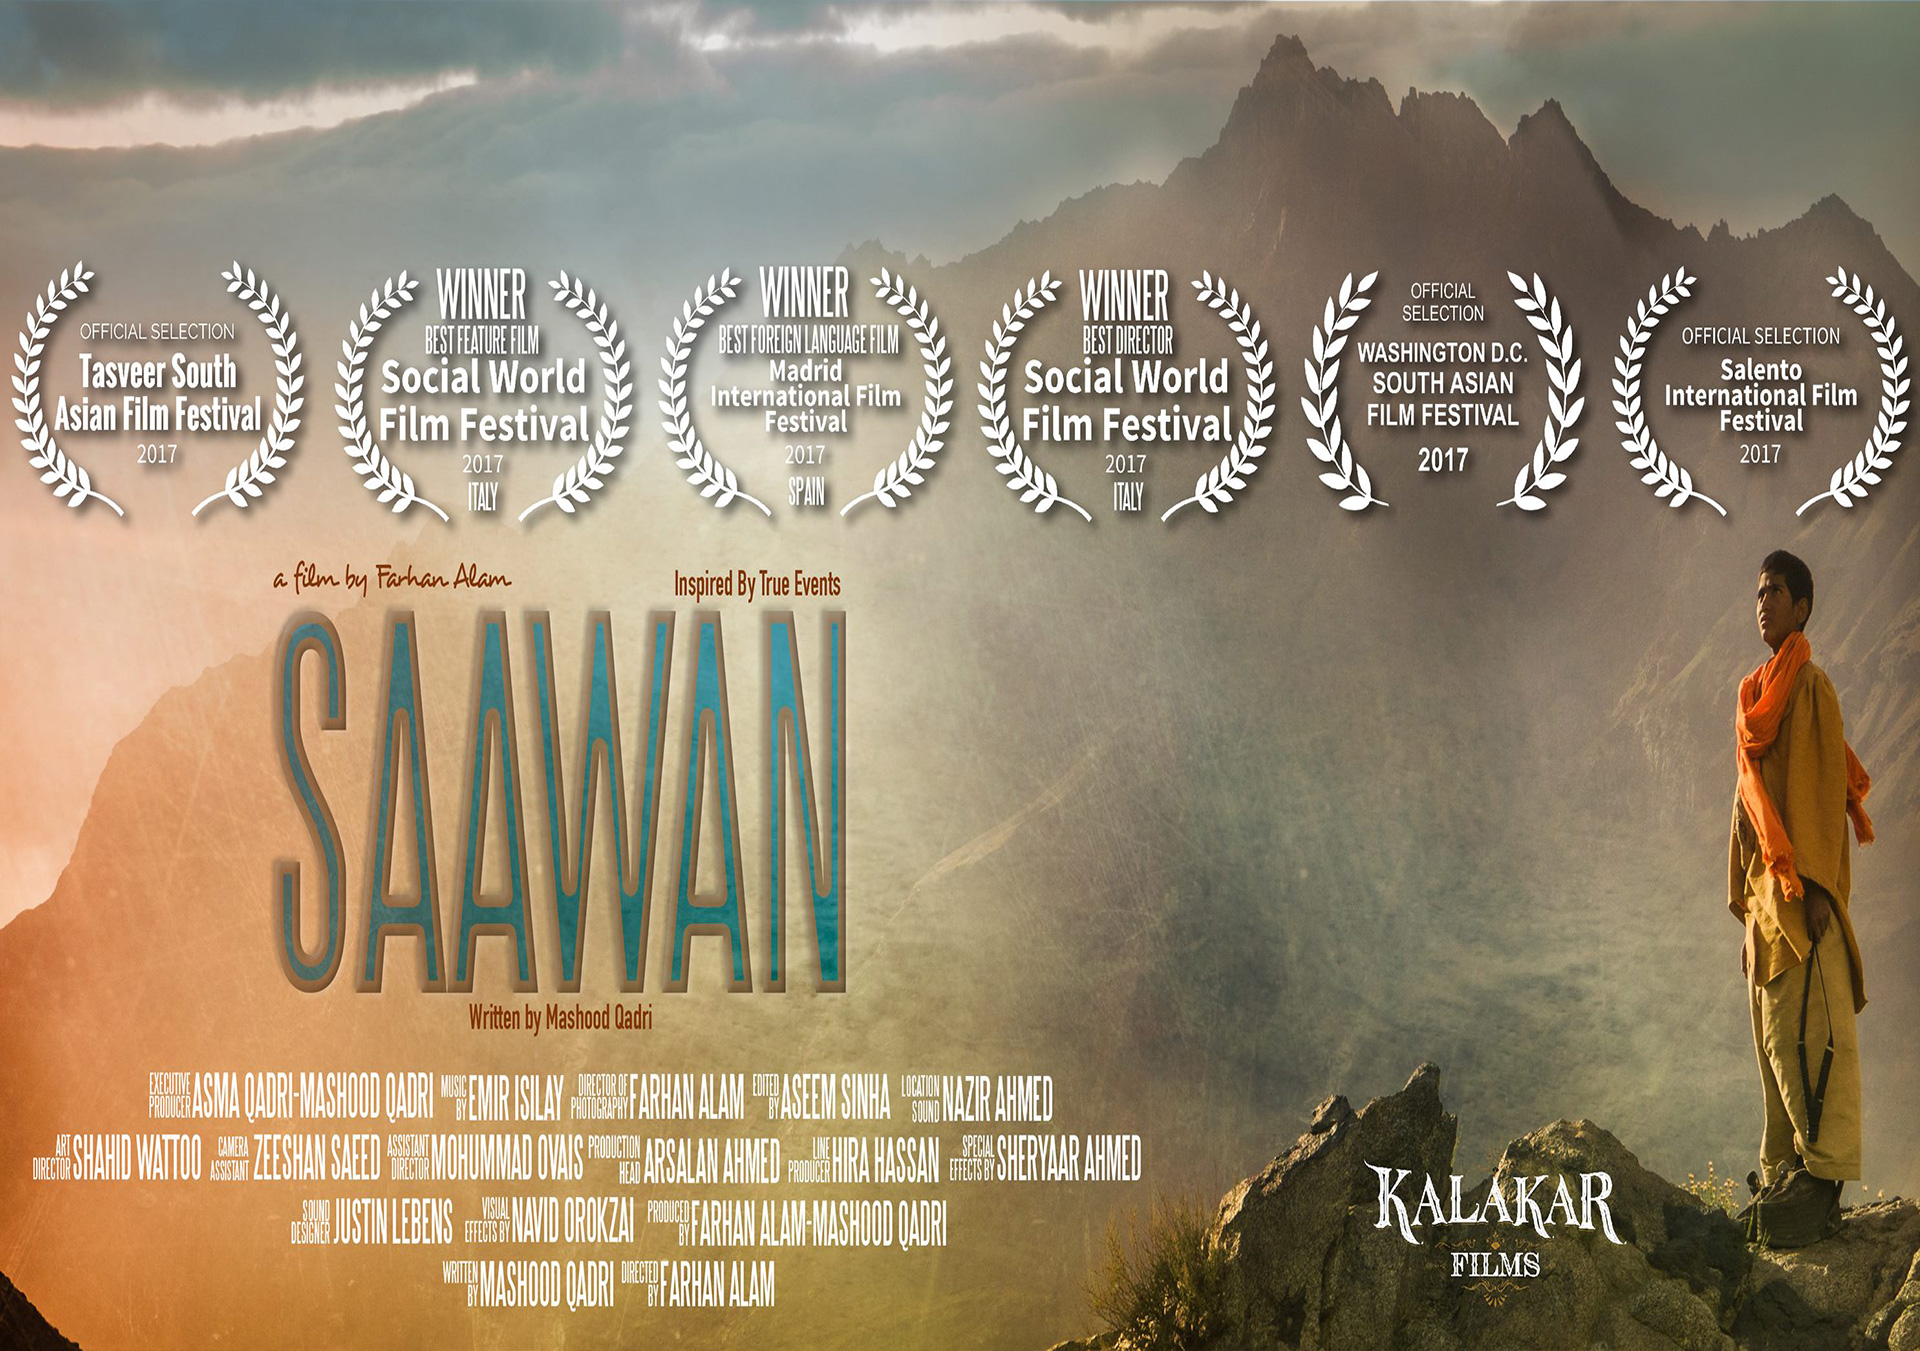 OFFICIAL SELECTION
Tasveer South
Asian Film Festival
2017
WINNER
BEST FEATURE FILM
Social World
Film Festival
2017
ITALY
WINNER
BEST FOREIGN LANGUAGE FILM
Madrid
International Film
Festival
2017
SPAIN
WINNER
BEST DIRECTOR
Social World
Film Festival
2017
ITALY
OFFICIAL
SELECTION
WASHINGTON D.C.
SOUTH ASIAN
FILM FESTIVAL
2017
OFFICIAL SELECTION
Salento
International Film
Festival
2017
a film by Farhan Alam
Inspired By True Events
SAAWAN
Written by Mashood Qadri
EXECUTIVE PRODUCER ASMA QADRI-MASHOOD QADRI MUSIC BY EMIR ISILAY DIRECTOR OF PHOTOGRAPHY FARHAN ALAM EDITED BY ASEEM SINHA LOCATION SOUND NAZIR AHMED
ART DIRECTOR SHAHID WATTOO CAMERA ASSISTANT ZEESHAN SAEED ASSISTANT DIRECTOR MOHUMMAD OVAIS PRODUCTION HEAD ARSALAN AHMED LINE PRODUCER HIRA HASSAN SPECIAL EFFECTS BY SHERYAAR AHMED
SOUND DESIGNER JUSTIN LEBENS VISUAL EFFECTS BY NAVID OROKZAI PRODUCED BY FARHAN ALAM-MASHOOD QADRI
WRITTEN BY MASHOOD QADRI DIRECTED BY FARHAN ALAM
KALAKAR
FILMS